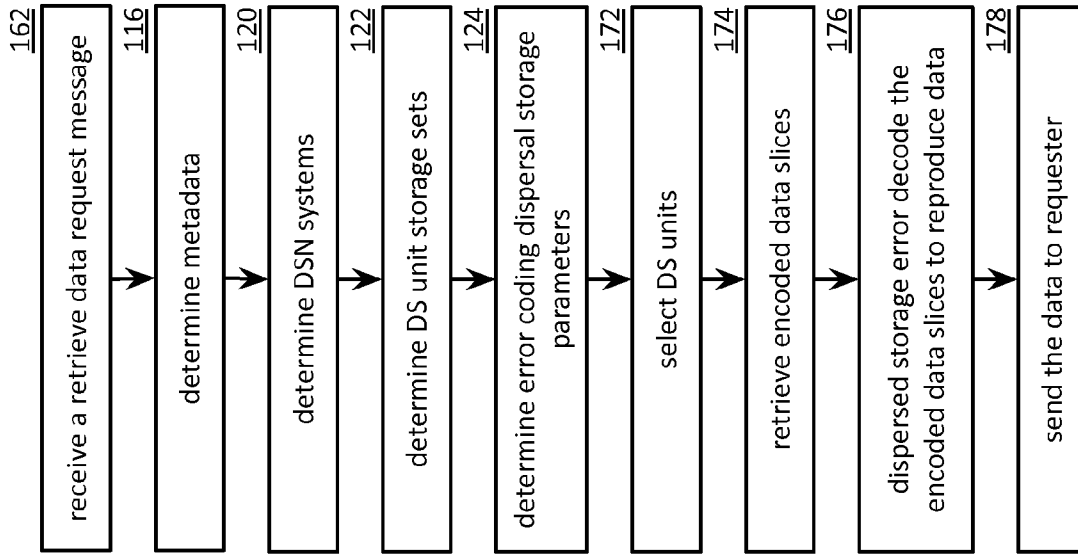 162
receive a retrieve data request message
116
determine metadata
120
determine DSN systems
122
determine DS unit storage sets
124
determine error coding dispersal storage
parameters
172
select DS units
174
retrieve encoded data slices
176
dispersed storage error decode the
encoded data slices to reproduce data
178
send the data to requester